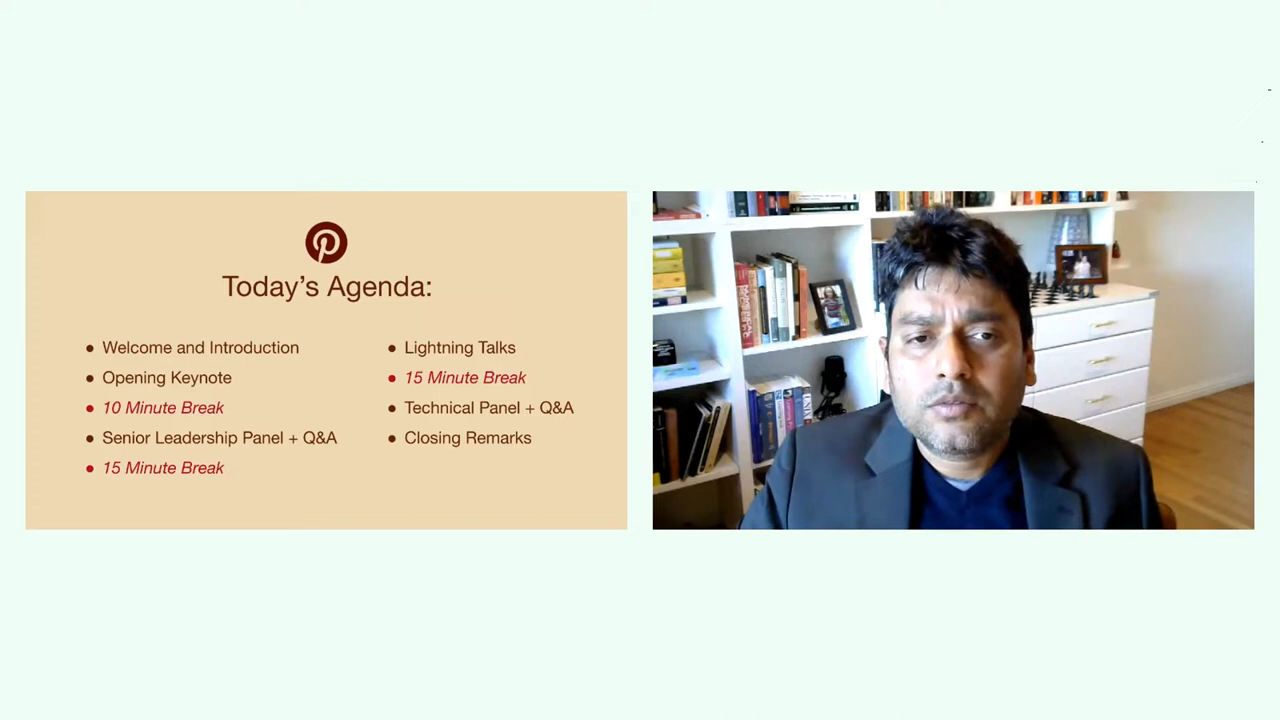 Today's Agenda:
● Welcome and Introduction
● Opening Keynote
● 10 Minute Break
● Senior Leadership Panel + Q&A
● 15 Minute Break
● Lightning Talks
● 15 Minute Break
● Technical Panel + Q&A
● Closing Remarks